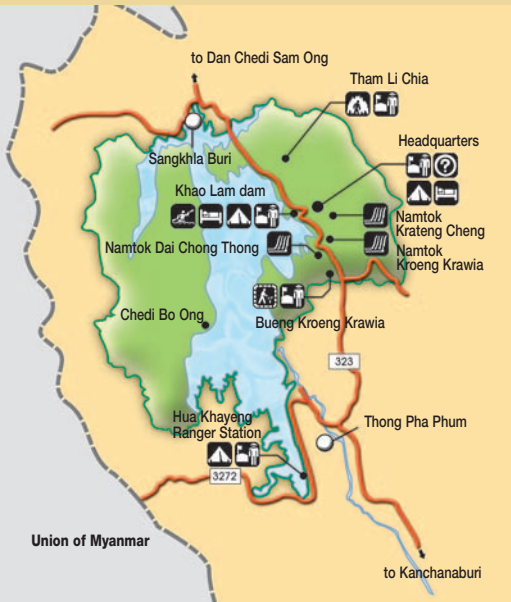 to Dan Chedi Sam Ong
Tham Li Chia
Headquarters
Sangkhla Buri
Khao Lam dam
Namtok
Krateng Cheng
Namtok Dai Chong Thong
Namtok
Kroeng Krawia
Chedi Bo Ong
Bueng Kroeng Krawia
323
Hua Khayeng
Ranger Station
Thong Pha Phum
3272
Union of Myanmar
to Kanchanaburi